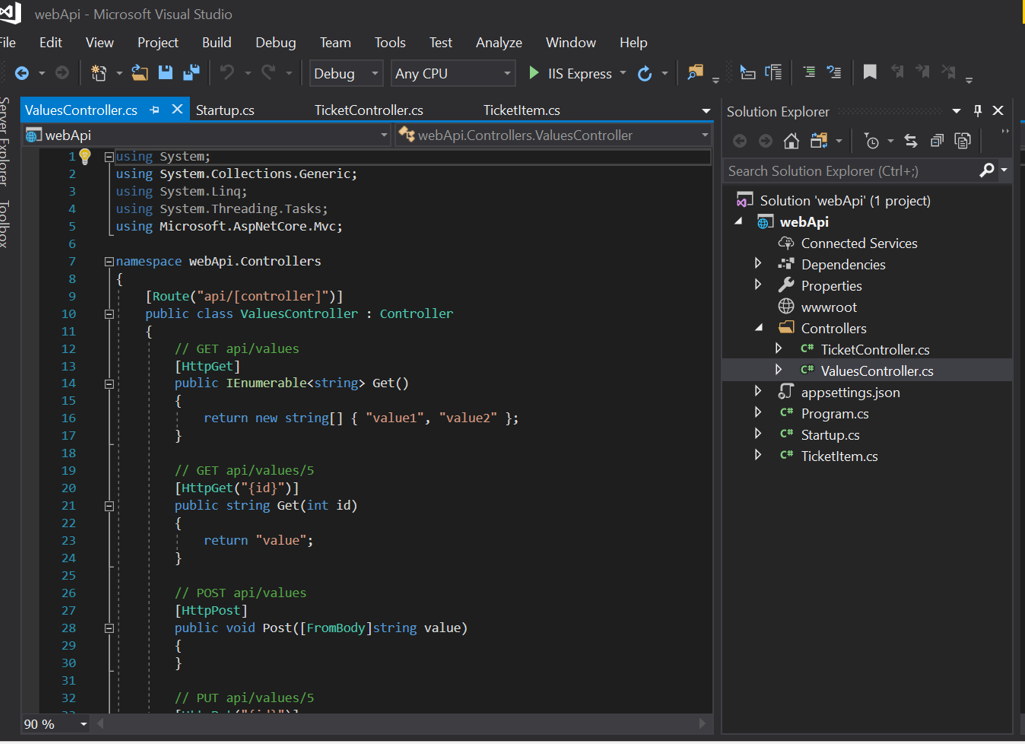 webApi - Microsoft Visual Studio
File Edit View Project Build Debug Team Tools Test Analyze Window Help
Debug Any CPU IIS Express
Server Explorer
Toolbox
ValuesController.cs Startup.cs TicketController.cs TicketItem.cs
webApi webApi.Controllers.ValuesController
1 using System;
2 using System.Collections.Generic;
3 using System.Linq;
4 using System.Threading.Tasks;
5 using Microsoft.AspNetCore.Mvc;
6
7 namespace webApi.Controllers
8 {
9 [Route("api/[controller]")]
10 public class ValuesController : Controller
11 {
12 // GET api/values
13 [HttpGet]
14 public IEnumerable<string> Get()
15 {
16 return new string[] { "value1", "value2" };
17 }
18
19 // GET api/values/5
20 [HttpGet("{id}")]
21 public string Get(int id)
22 {
23 return "value";
24 }
25
26 // POST api/values
27 [HttpPost]
28 public void Post([FromBody]string value)
29 {
30 }
31
32 // PUT api/values/5
90 %
Solution Explorer
Search Solution Explorer (Ctrl+;)
Solution 'webApi' (1 project)
webApi
Connected Services
Dependencies
Properties
wwwroot
Controllers
C# TicketController.cs
C# ValuesController.cs
appsettings.json
C# Program.cs
C# Startup.cs
C# TicketItem.cs